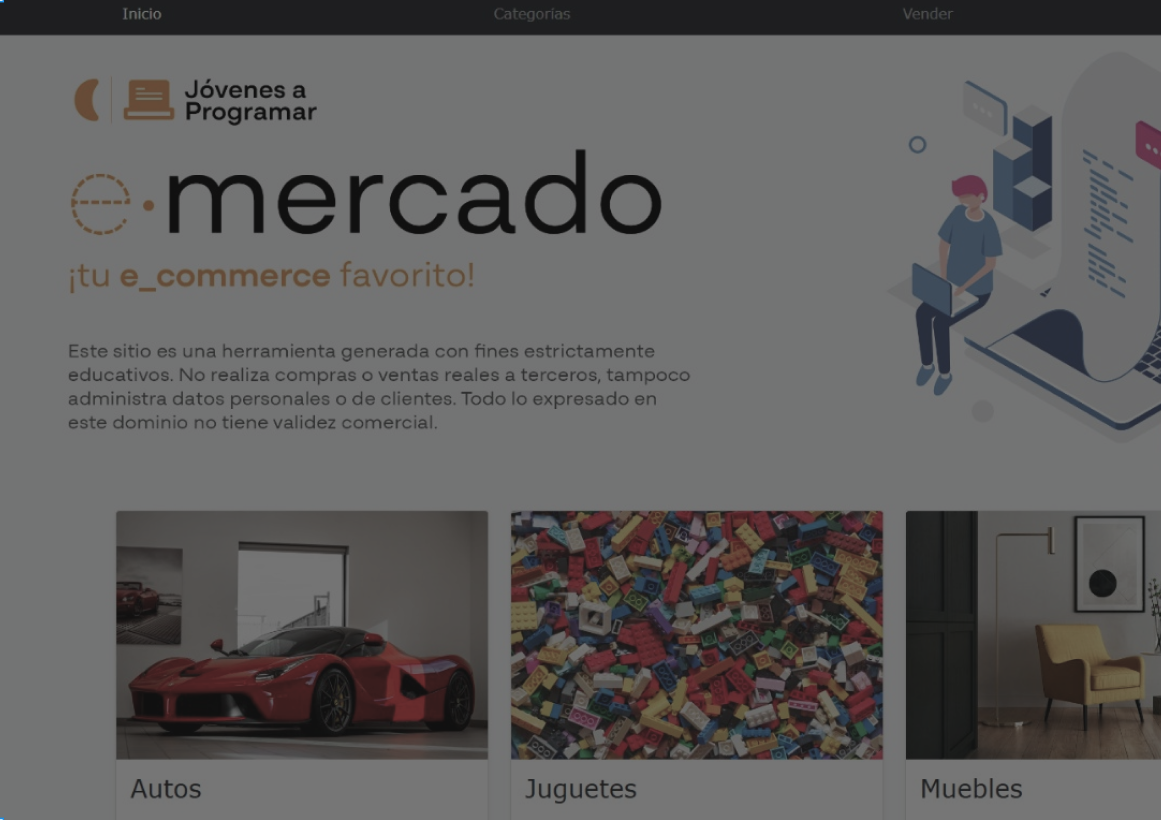 Inicio
Categorías
Vender
Jóvenes a
Programar
e·mercado
¡tu e_commerce favorito!
Este sitio es una herramienta generada con fines estrictamente
educativos. No realiza compras o ventas reales a terceros, tampoco
administra datos personales o de clientes. Todo lo expresado en
este dominio no tiene validez comercial.
Autos
Juguetes
Muebles